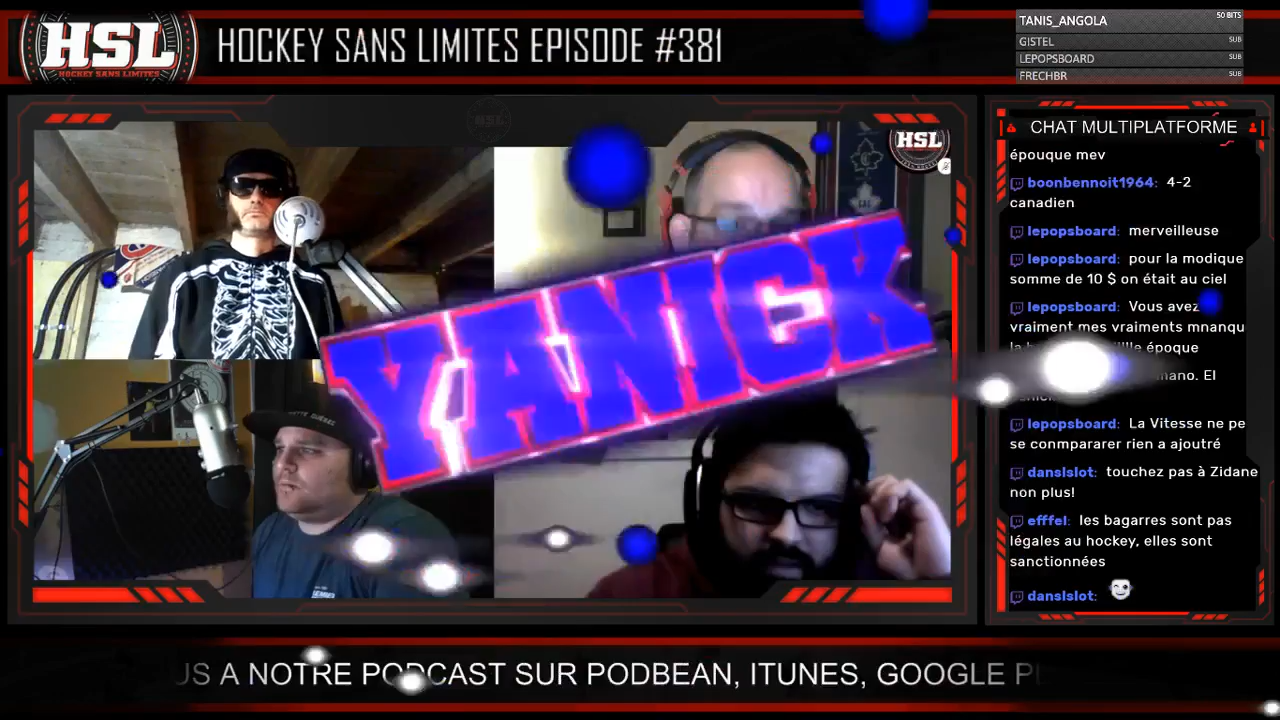 HSL
HOCKEY SANS LIMITES
HOCKEY SANS LIMITES EPISODE #381
TANIS_ANGOLA 50 BITS
GISTEL SUB
LEPOPSBOARD SUB
FRECHBR SUB
HSL
YANICK
CHAT MULTIPLATFORME
épouque mev
boonbennoit1964: 4-2
canadien
lepopsboard: merveilleuse
lepopsboard: pour la modique
somme de 10 $ on était au ciel
lepopsboard: Vous avez
vraiment mes vraiments mnanqu
époque
mano. El
lepopsboard: La Vitesse ne pe
se conmpararer rien a ajoutré
danslslot: touchez pas à Zidane
non plus!
efffel: les bagarres sont pas
légales au hockey, elles sont
sanctionnées
danslslot:
US A NOTRE PODCAST SUR PODBEAN, ITUNES, GOOGLE P